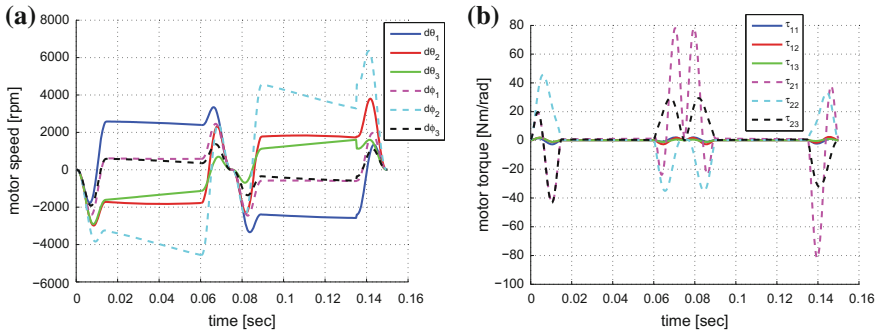 (a)
8000
6000
4000
2000
0
−2000
−4000
−6000
motor speed [rpm]
0
0.02
0.04
0.06
0.08
0.1
0.12
0.14
0.16
time [sec]
dθ1
dθ2
dθ3
dϕ1
dϕ2
dϕ3
(b)
80
60
40
20
0
−20
−40
−60
−80
−100
motor torque [Nm/rad]
0
0.02
0.04
0.06
0.08
0.1
0.12
0.14
0.16
time [sec]
τ11
τ12
τ13
τ21
τ22
τ23